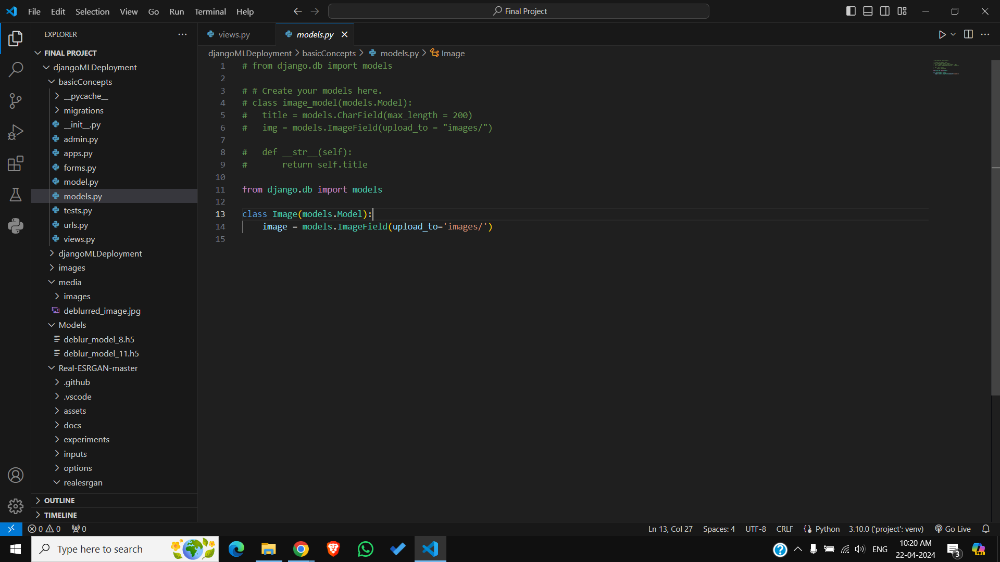 File Edit Selection View Go Run Terminal Help
Final Project
EXPLORER
FINAL PROJECT
djangoMLDeployment
basicConcepts
__pycache__
migrations
__init__.py
admin.py
apps.py
forms.py
model.py
models.py
tests.py
urls.py
views.py
djangoMLDeployment
images
media
images
deblurred_image.jpg
Models
deblur_model_8.h5
deblur_model_11.h5
Real-ESRGAN-master
.github
.vscode
assets
docs
experiments
inputs
options
realesrgan
OUTLINE
TIMELINE
views.py models.py
djangoMLDeployment > basicConcepts > models.py > Image
1 # from django.db import models
2
3 # # Create your models here.
4 # class image_model(models.Model):
5 #   title = models.CharField(max_length = 200)
6 #   img = models.ImageField(upload_to = "images/")
7
8 #   def __str__(self):
9 #       return self.title
10
11 from django.db import models
12
13 class Image(models.Model):
14     image = models.ImageField(upload_to='images/')
15
0 0 0
Ln 13, Col 27 Spaces: 4 UTF-8 CRLF Python 3.10.0 ('project': venv) Go Live
Type here to search
ENG
10:20 AM
22-04-2024
3
PRE